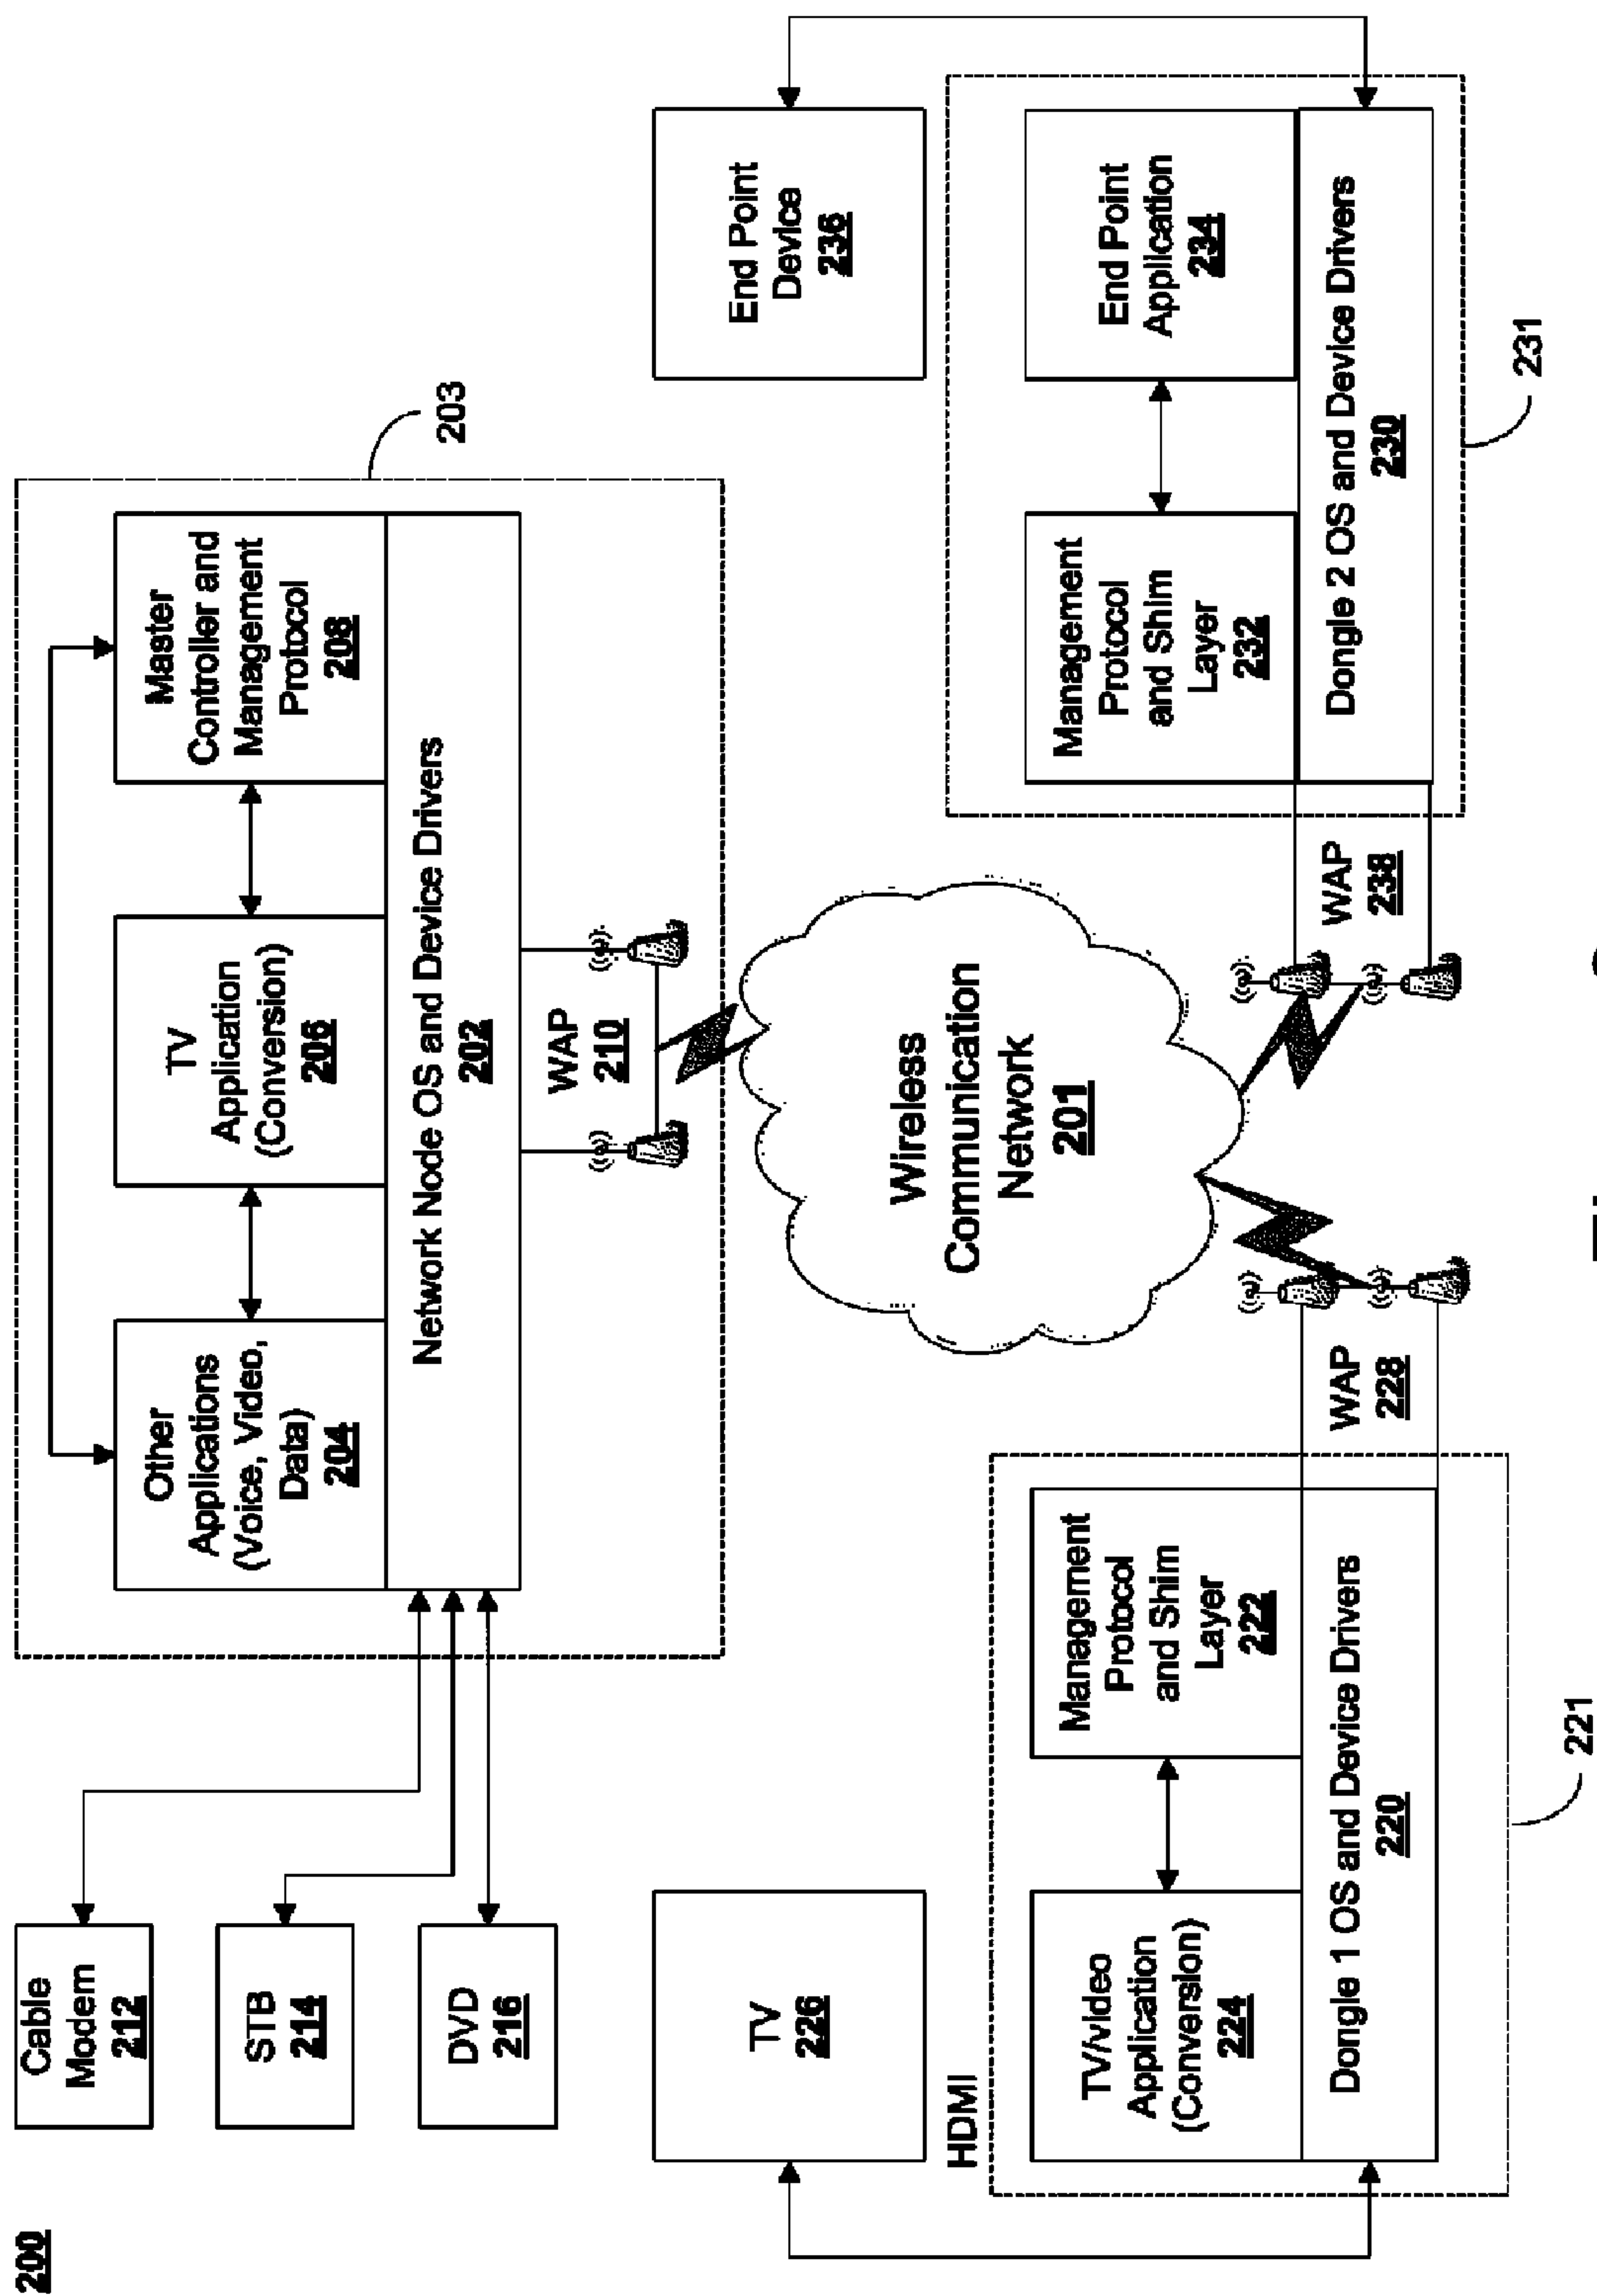 200
Cable
Modem
212
STB
214
DVD
216
Other
Applications
(Voice, Video,
Data)
204
TV
Application
(Conversion)
206
Master
Controller and
Management
Protocol
208
Network Node OS and Device Drivers
202
203
WAP
210
TV
226
HDMI
Wireless
Communication
Network
201
End Point
Device
236
TV/video
Application
(Conversion)
224
Management
Protocol
and Shim
Layer
222
Dongle 1 OS and Device Drivers
220
221
WAP
228
WAP
238
Management
Protocol
and Shim
Layer
232
End Point
Application
234
Dongle 2 OS and Device Drivers
230
231